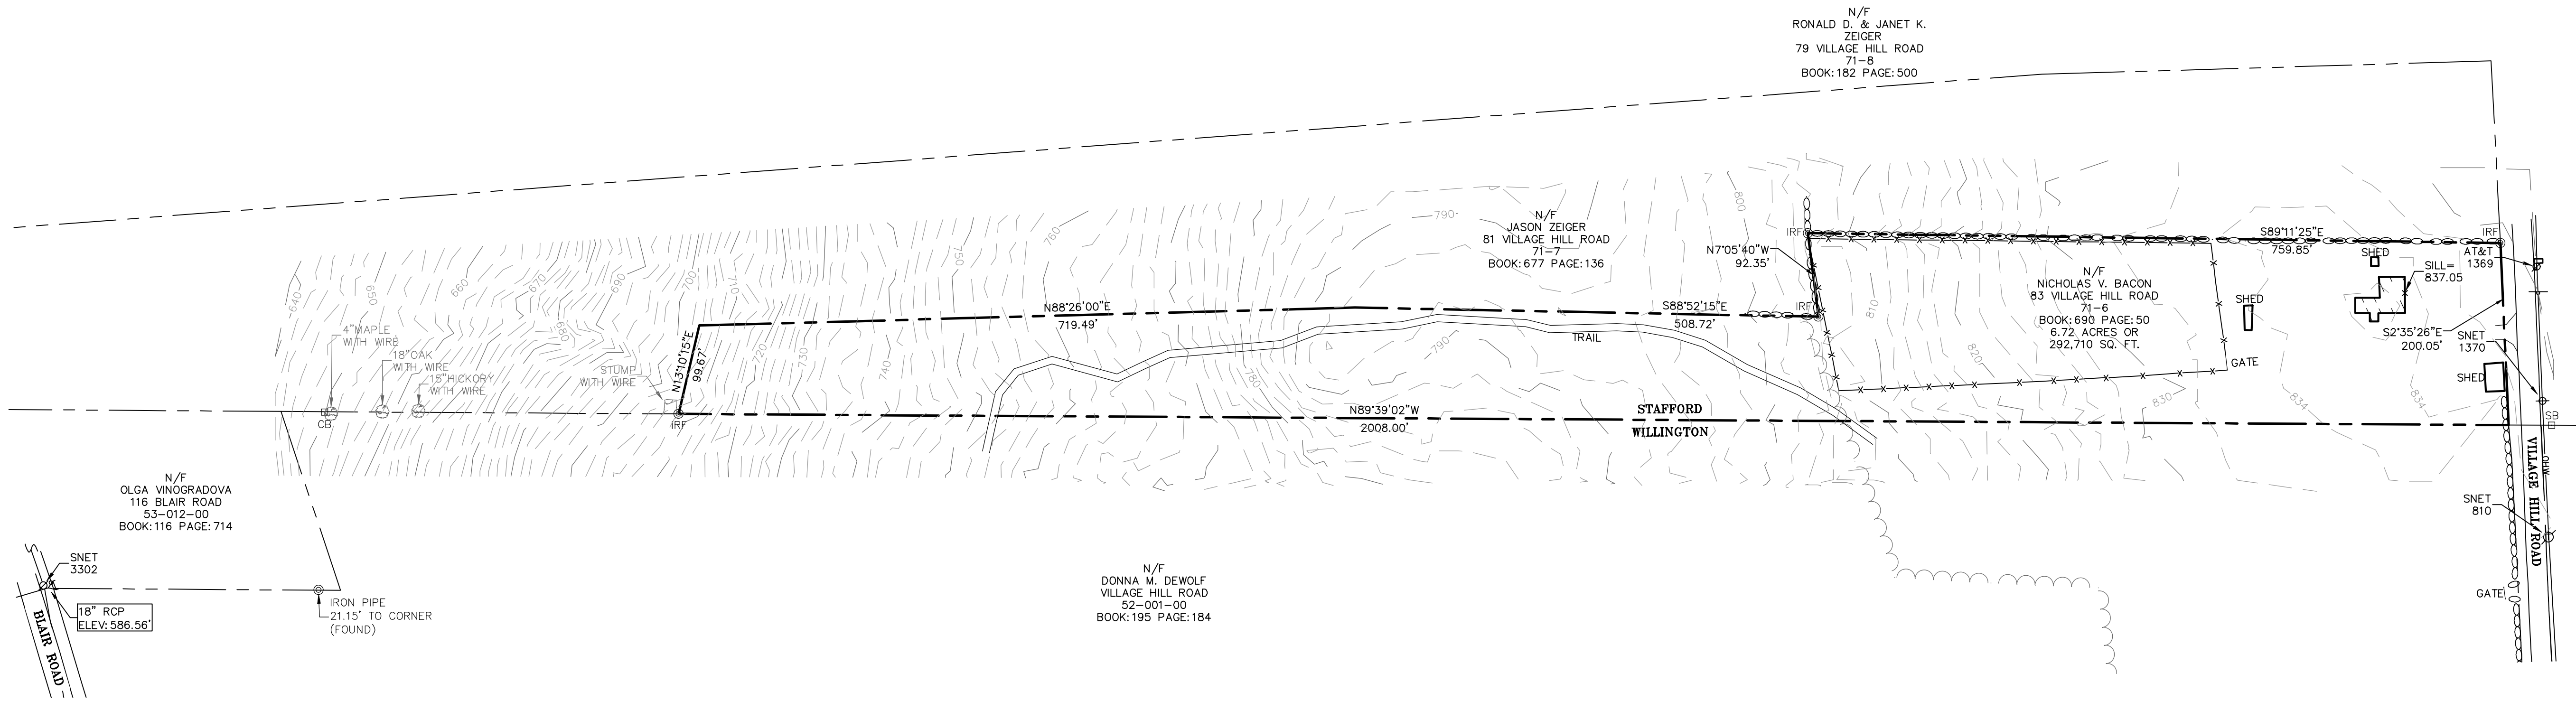 N/F
RONALD D. & JANET K.
ZEIGER
79 VILLAGE HILL ROAD
71-8
BOOK:182 PAGE:500
N/F
JASON ZEIGER
81 VILLAGE HILL ROAD
71-7
BOOK:677 PAGE:136
N7°05'40"W
92.35'
IRF
IRF
S89°11'25"E
759.85'
IRF
SHED
AT&T
1369
SILL=
837.05
N/F
NICHOLAS V. BACON
83 VILLAGE HILL ROAD
71-6
BOOK:690 PAGE:50
6.72 ACRES OR
292,710 SQ. FT.
SHED
S2°35'26"E
200.05'
SNET
1370
GATE
SHED
SB
640
650
660
670
680
690
700
710
720
730
740
750
760
780
790
790
800
810
820
830
834
834
4"MAPLE
WITH WIRE
18"OAK
WITH WIRE
15"HICKORY
WITH WIRE
STUMP
WITH WIRE
N13°10'15"E
99.67'
N88°26'00"E
719.49'
S88°52'15"E
508.72'
TRAIL
CB
IRF
N89°39'02"W
2008.00'
STAFFORD
WILLINGTON
VILLAGE HILL ROAD
OHW
SNET
810
GATE
N/F
OLGA VINOGRADOVA
116 BLAIR ROAD
53-012-00
BOOK:116 PAGE:714
SNET
3302
18" RCP
ELEV:586.56'
BLAIR ROAD
IRON PIPE
21.15' TO CORNER
(FOUND)
N/F
DONNA M. DEWOLF
VILLAGE HILL ROAD
52-001-00
BOOK:195 PAGE:184